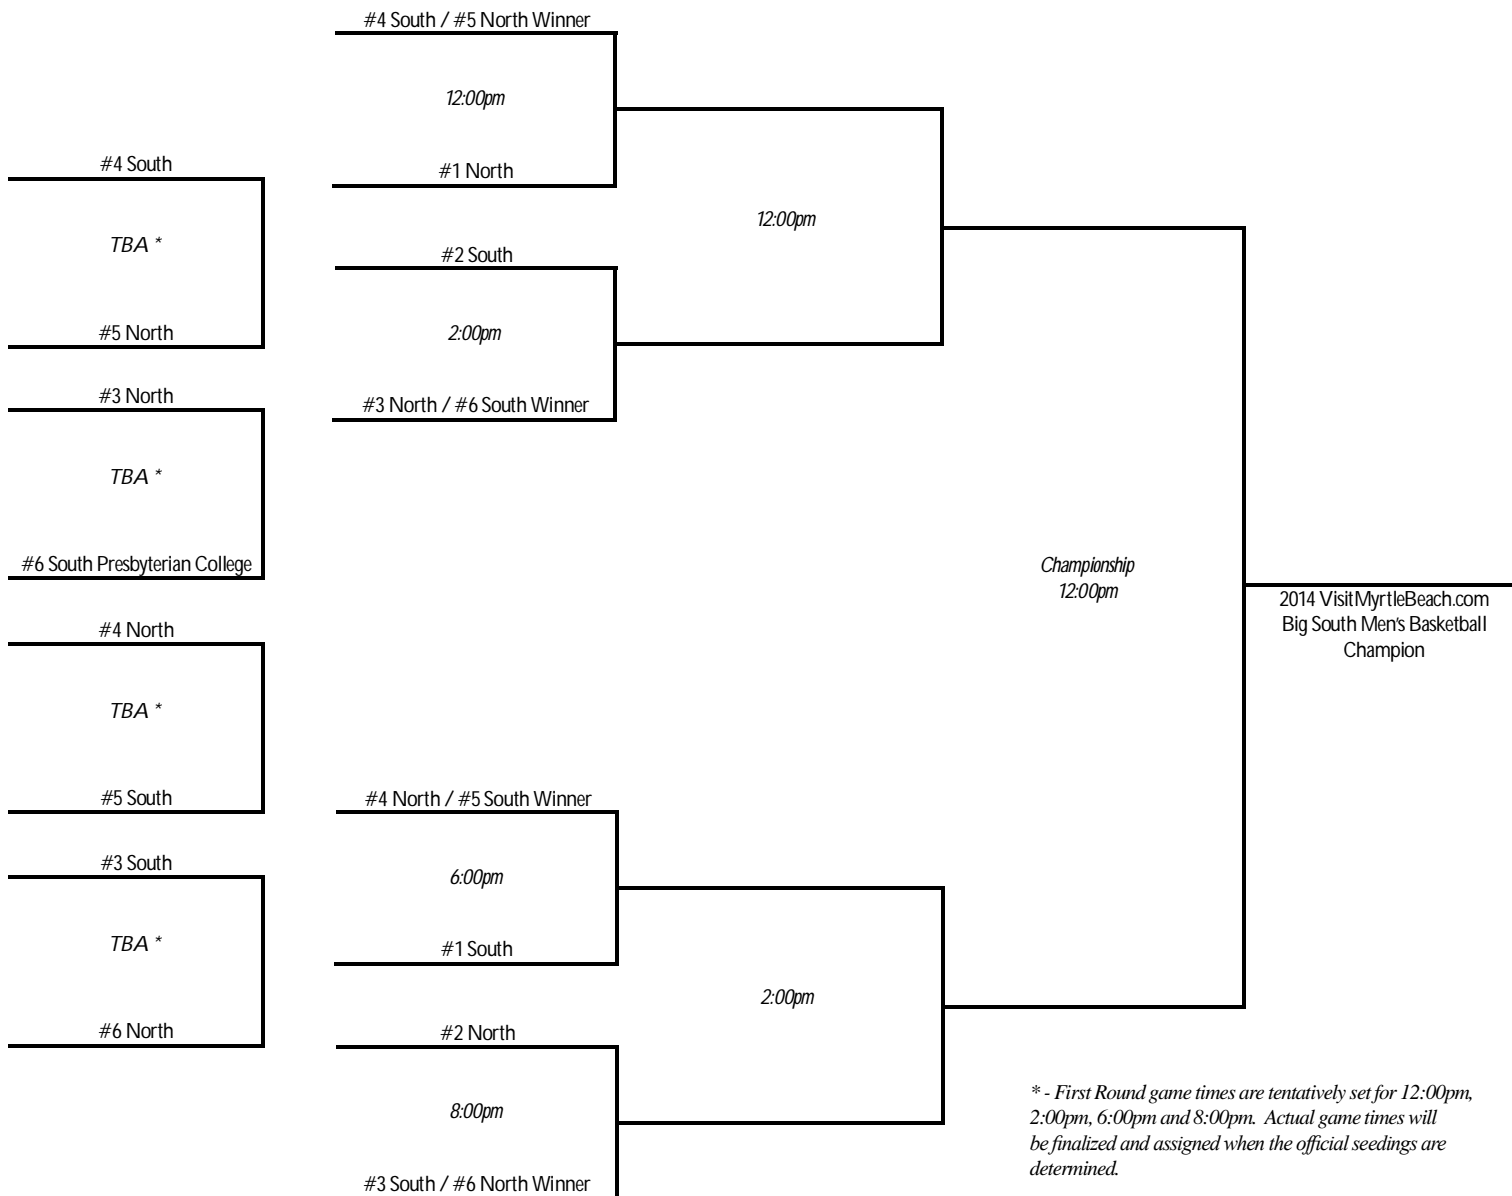 #4 South / #5 North Winner
12:00pm
#1 North
#4 South
TBA *
#5 North
#2 South
2:00pm
#3 North / #6 South Winner
12:00pm
#3 North
TBA *
#6 South Presbyterian College
#4 North
TBA *
#5 South
Championship
12:00pm
2014 VisitMyrtleBeach.com
Big South Men's Basketball
Champion
#4 North / #5 South Winner
6:00pm
#1 South
#3 South
TBA *
#6 North
#2 North
8:00pm
#3 South / #6 North Winner
2:00pm
* - First Round game times are tentatively set for 12:00pm,
2:00pm, 6:00pm and 8:00pm. Actual game times will
be finalized and assigned when the official seedings are
determined.